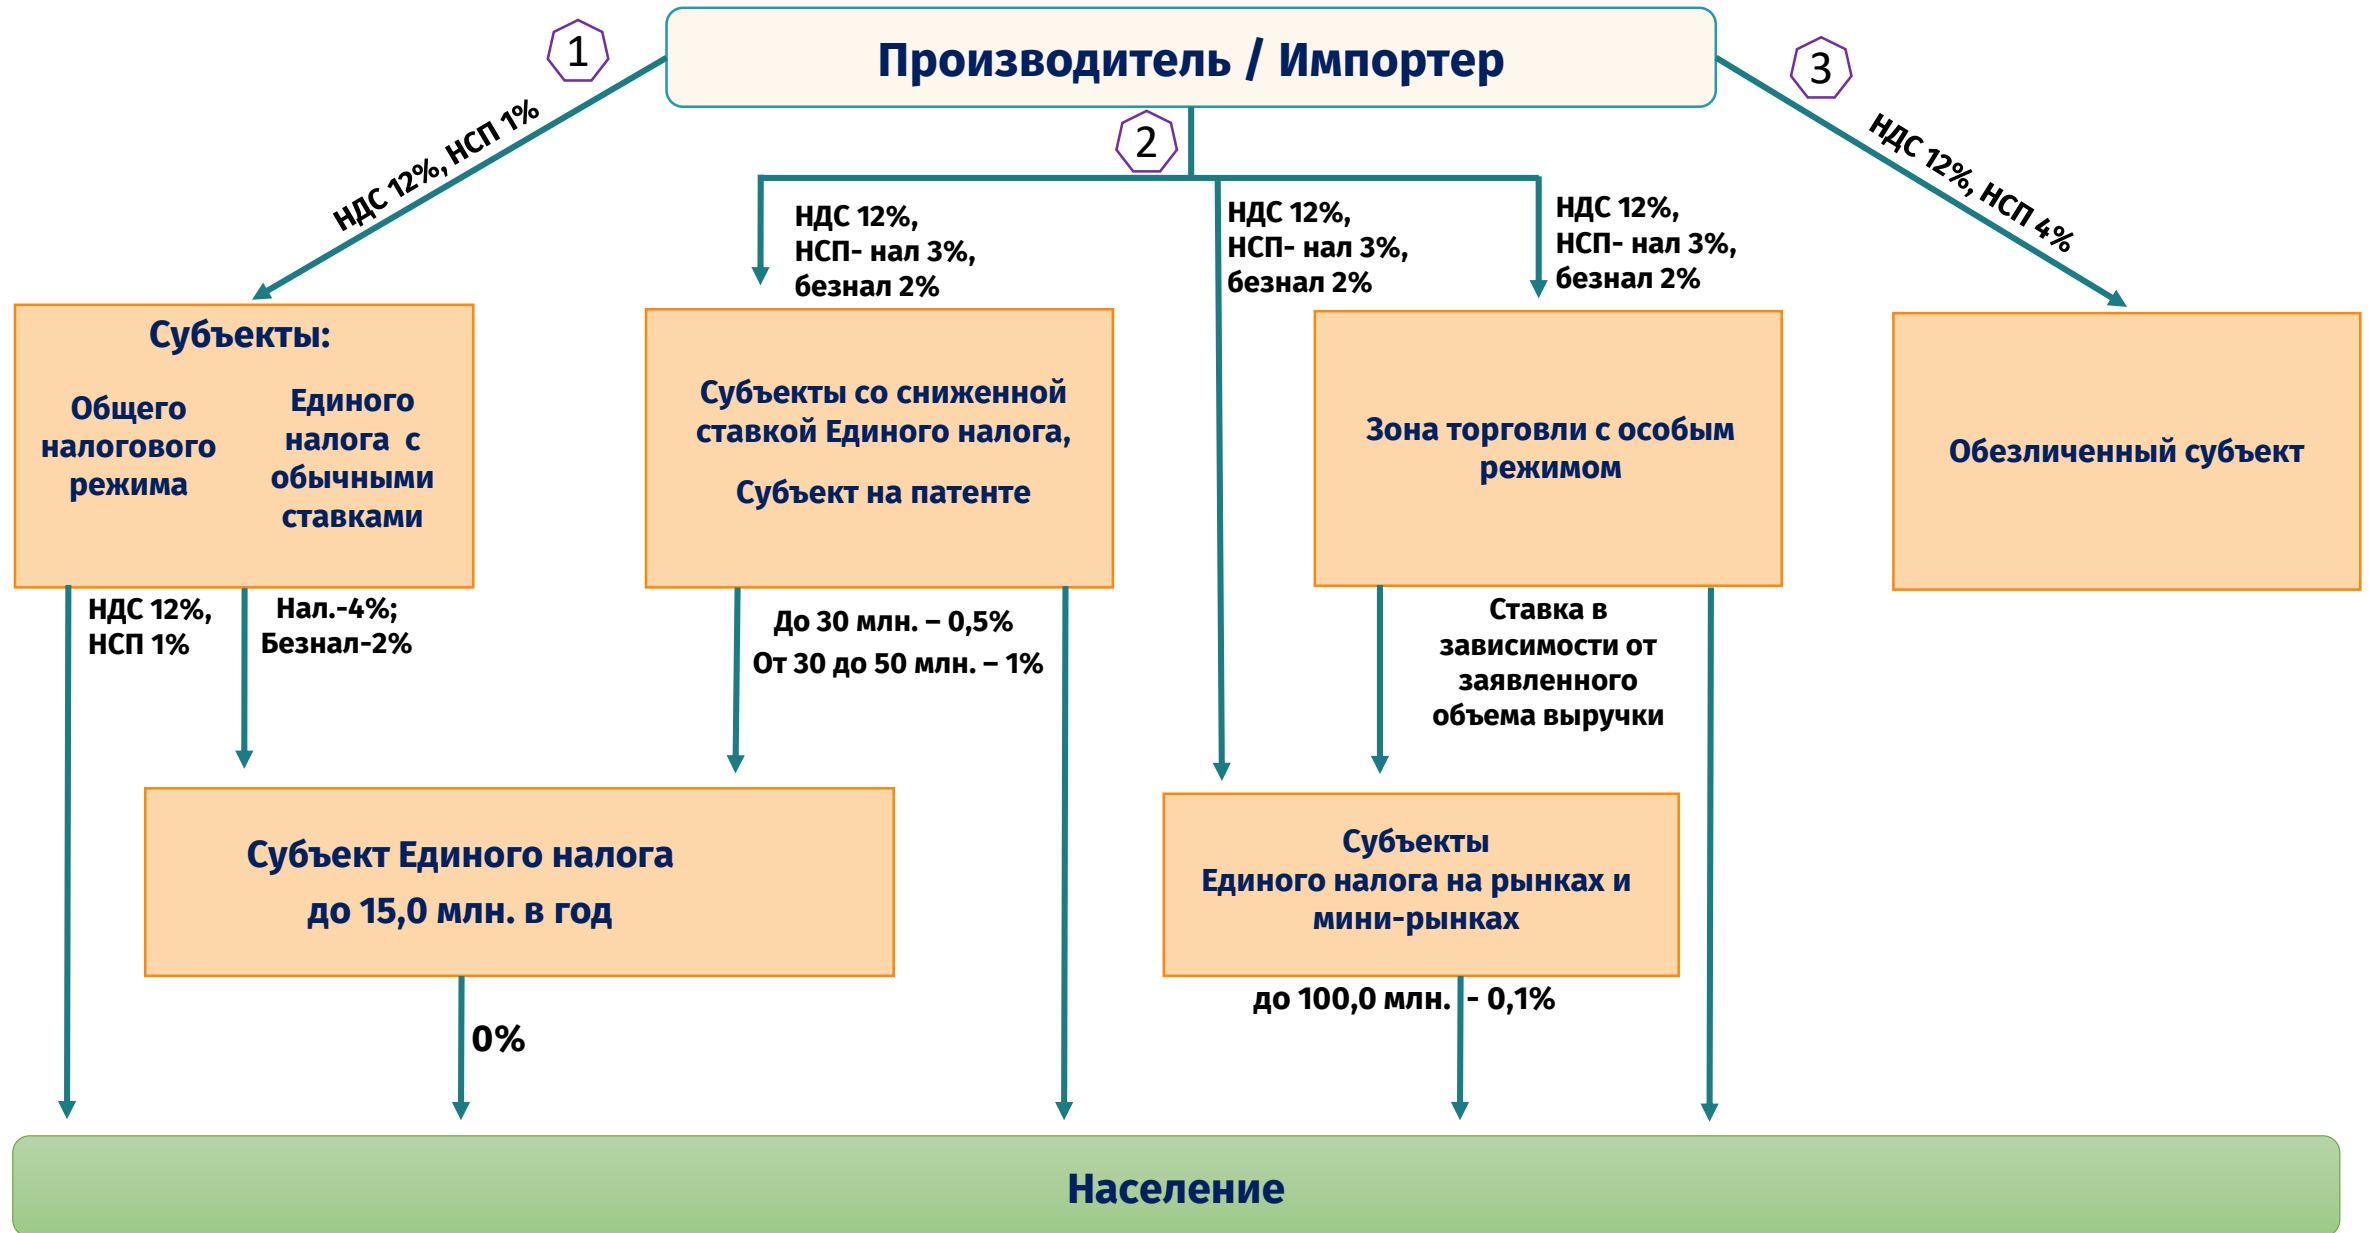 Производитель / Импортер
1
НДС 12%, НСП 1%
2
3
НДС 12%, НСП 4%
НДС 12%,
НСП- нал 3%,
безнал 2%
НДС 12%,
НСП- нал 3%,
безнал 2%
НДС 12%,
НСП- нал 3%,
безнал 2%
Субъекты:
Общего
налогового
режима
Единого
налога с
обычными
ставками
Субъекты со сниженной
ставкой Единого налога,
Субъект на патенте
Зона торговли с особым
режимом
Обезличенный субъект
НДС 12%,
НСП 1%
Нал.-4%;
Безнал-2%
До 30 млн. – 0,5%
От 30 до 50 млн. – 1%
Ставка в
зависимости от
заявленного
объема выручки
Субъект Единого налога
до 15,0 млн. в год
Субъекты
Единого налога на рынках и
мини-рынках
0%
до 100,0 млн. - 0,1%
Население